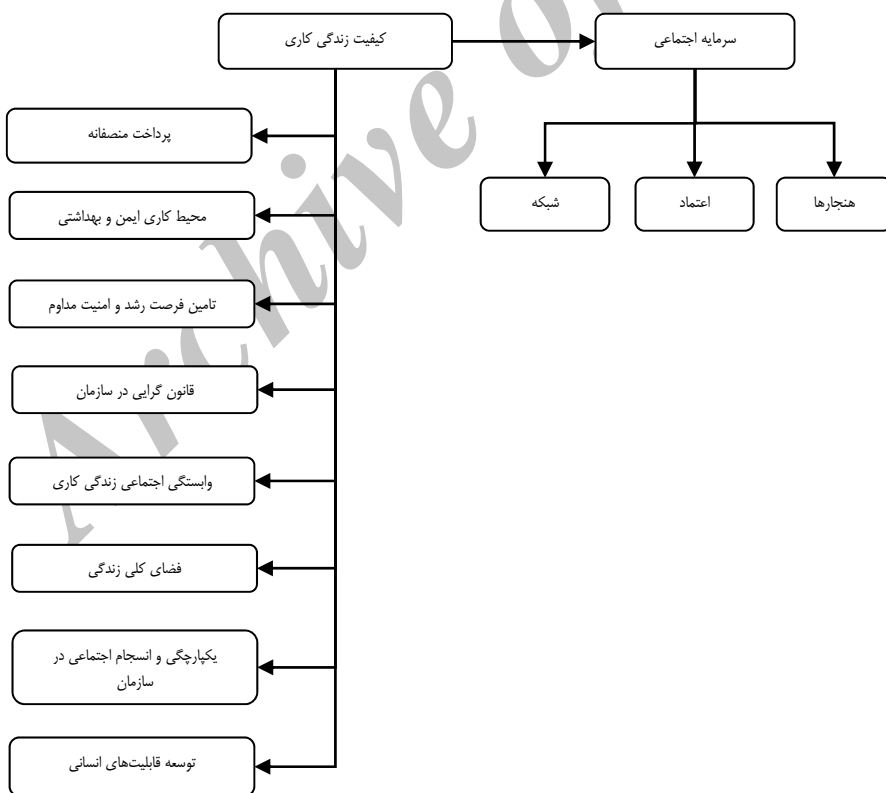 سرمایه اجتماعی
کیفیت زندگی کاری
هنجارها
اعتماد
شبکه
پرداخت منصفانه
محیط کاری ایمن و بهداشتی
تامین فرصت رشد و امنیت مداوم
قانون گرایی در سازمان
وابستگی اجتماعی زندگی کاری
فضای کلی زندگی
یکپارچگی و انسجام اجتماعی در
سازمان
توسعه قابلیت‌های انسانی
Archive of